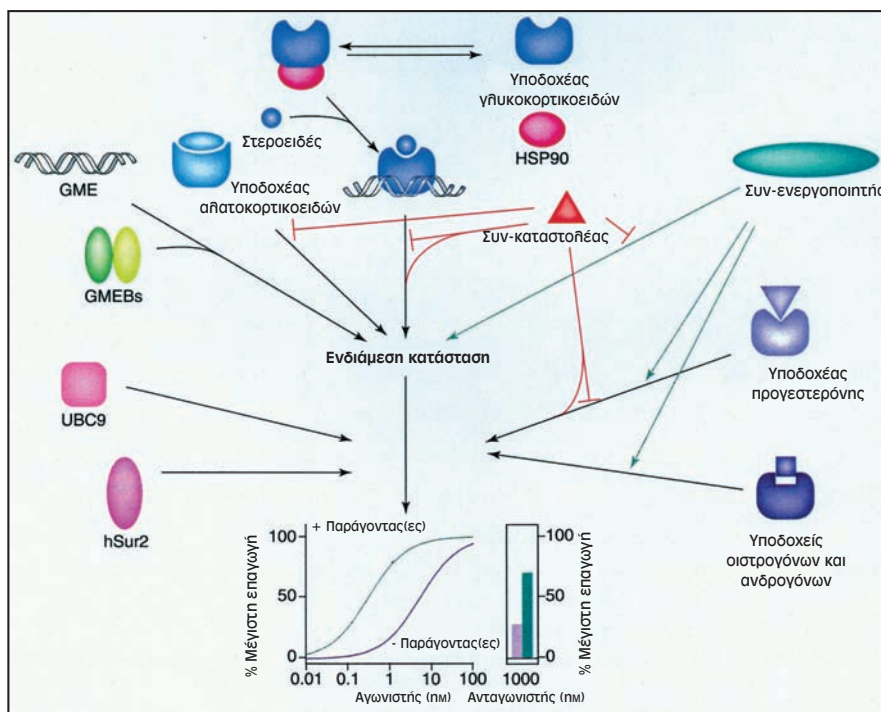 Υποδοχέας
γλυκοκορτικοειδών
Στεροειδές
HSP90
GME
Υποδοχέας
αλατοκορτικοειδών
Συν-ενεργοποιητής
Συν-καταστολέας
GMEBs
Ενδιάμεση κατάσταση
Υποδοχέας
προγεστερόνης
UBC9
hSur2
Υποδοχείς
οιστρογόνων και
ανδρογόνων
% Μέγιστη επαγωγή
100
50
0
+ Παράγοντας(ες)
- Παράγοντας(ες)
0.01 0.1 1 10 100
Αγωνιστής (nM)
100
50
0
% Μέγιστη επαγωγή
1000
Ανταγωνιστής (nM)